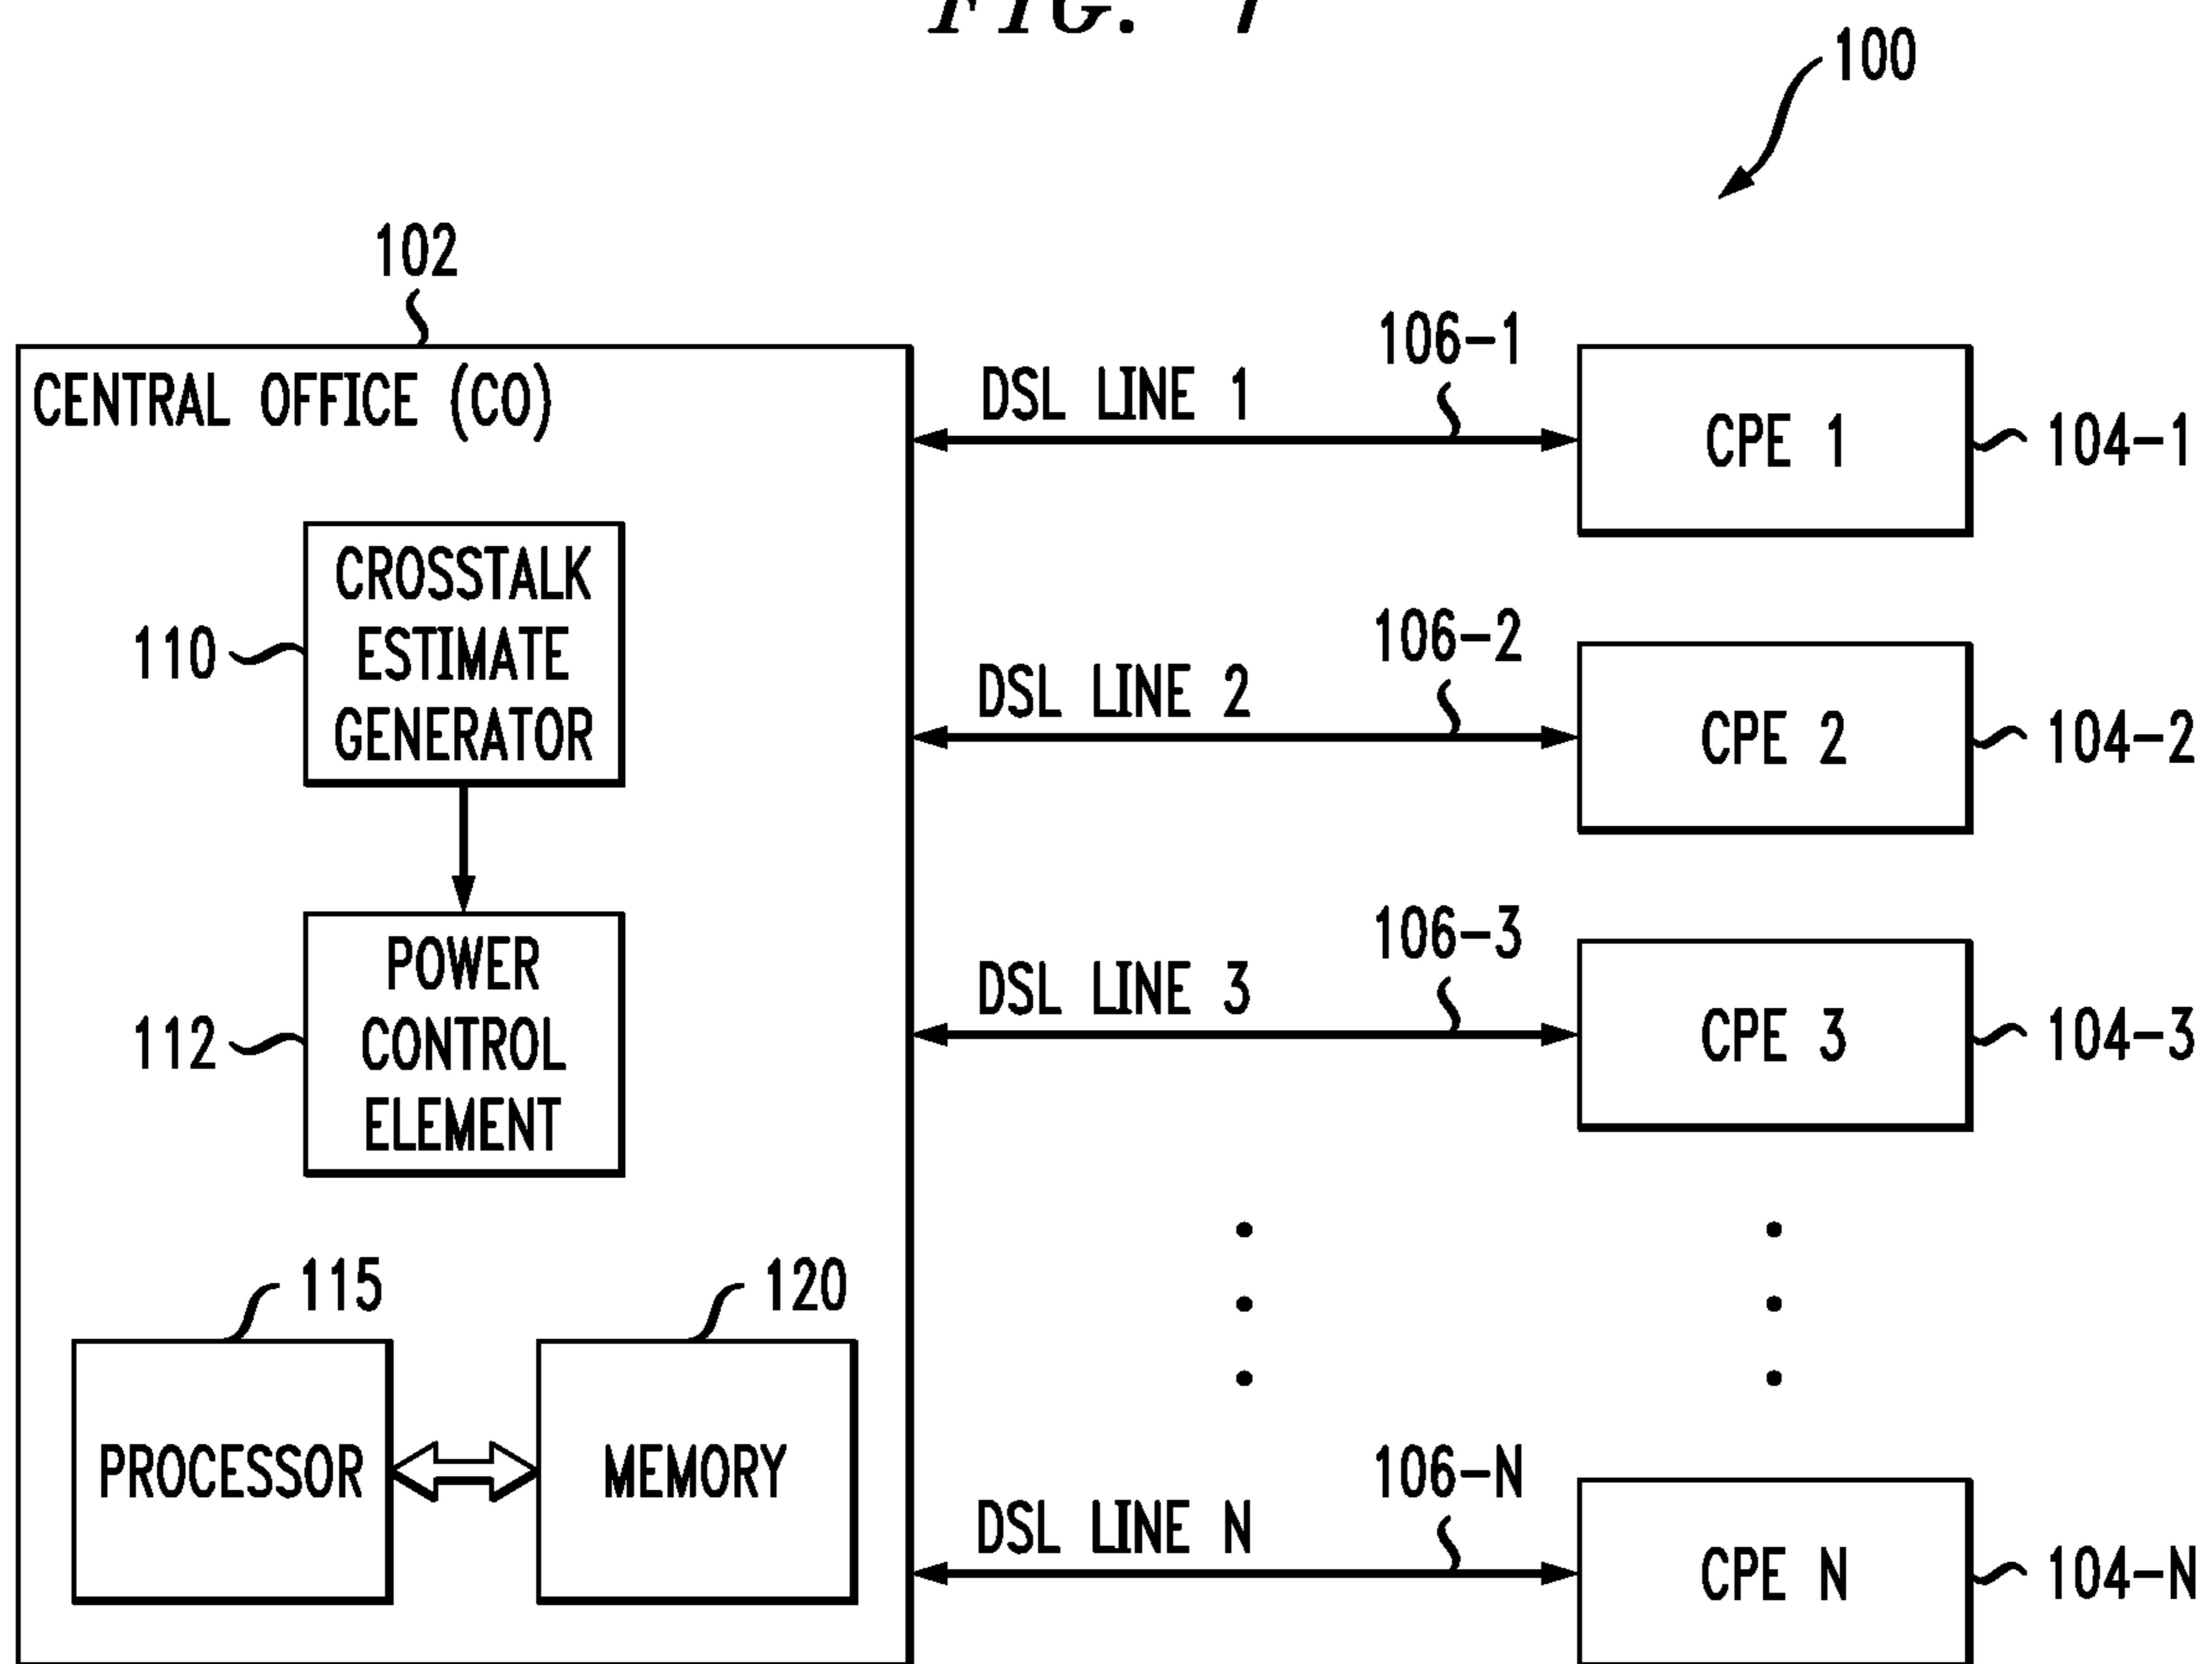 FIG.
100
102
CENTRAL OFFICE (CO)
CROSSTALK
ESTIMATE
GENERATOR
110
POWER
CONTROL
ELEMENT
112
115
120
PROCESSOR
MEMORY
DSL LINE 1
106-1
CPE 1
104-1
DSL LINE 2
106-2
CPE 2
104-2
DSL LINE 3
106-3
CPE 3
104-3
DSL LINE N
106-N
CPE N
104-N